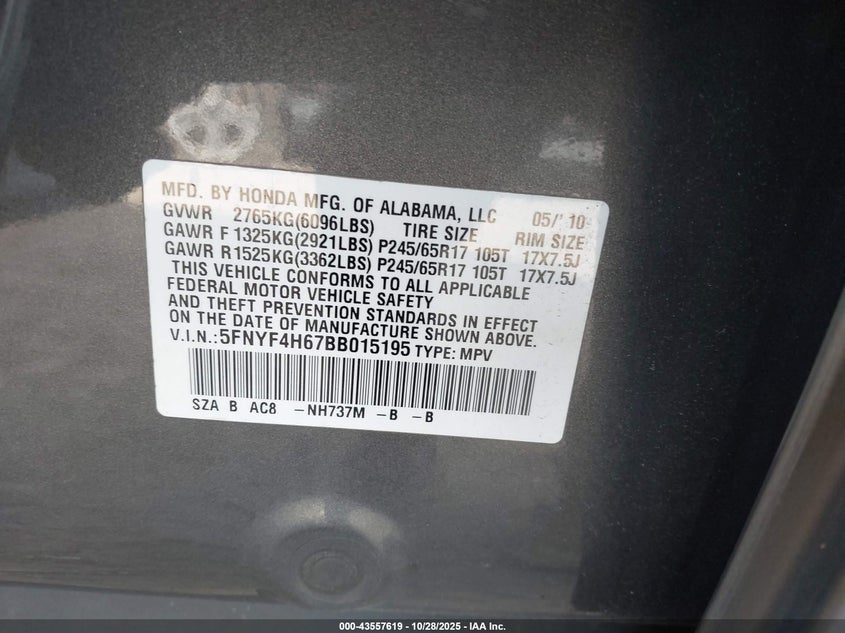 MFD. BY HONDA MFG. OF ALABAMA, LLC 05/10
GVWR 2765KG(6096LBS) TIRE SIZE RIM SIZE
GAWR F 1325KG(2921LBS) P245/65R17 105T 17X7.5J
GAWR R 1525KG(3362LBS) P245/65R17 105T 17X7.5J
THIS VEHICLE CONFORMS TO ALL APPLICABLE
FEDERAL MOTOR VEHICLE SAFETY
AND THEFT PREVENTION STANDARDS IN EFFECT
ON THE DATE OF MANUFACTURE SHOWN ABOVE.
V.I.N.:5FNYF4H67BB015195 TYPE: MPV
SZA B AC8 -NH737M -B -B
000-43557619 - 10/28/2025 - IAA Inc.